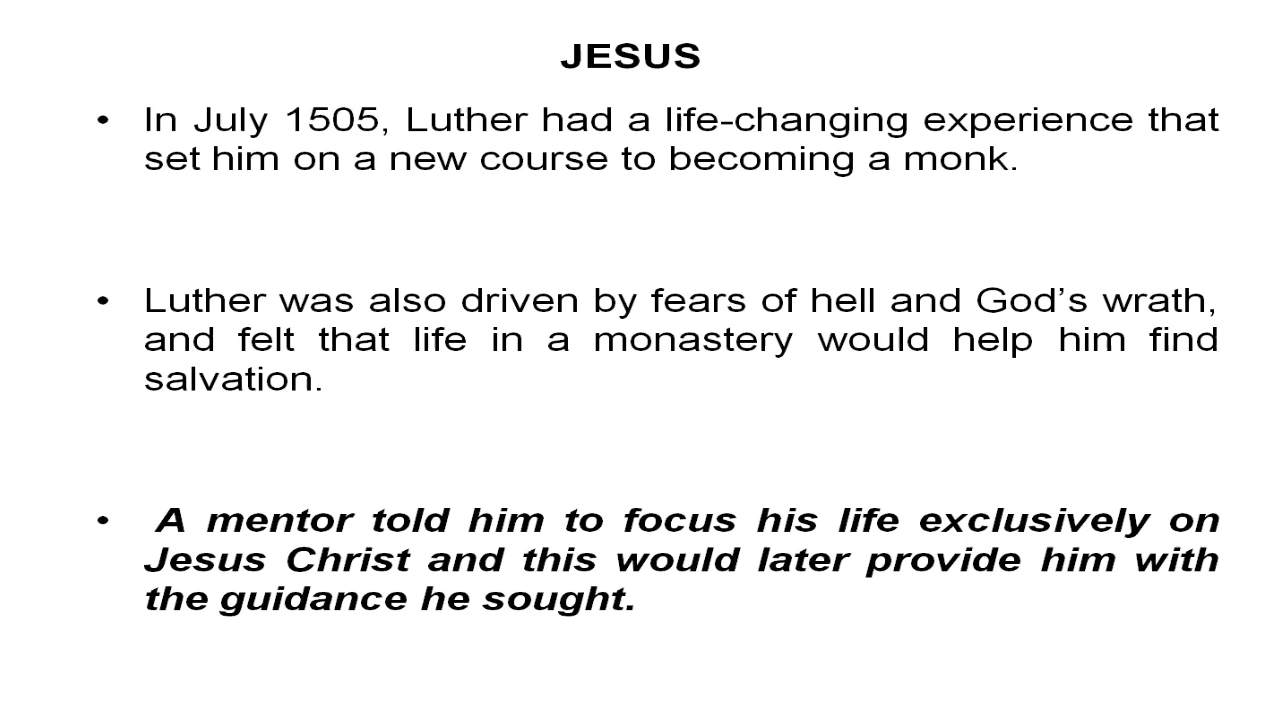 JESUS
• In July 1505, Luther had a life-changing experience that
set him on a new course to becoming a monk.
• Luther was also driven by fears of hell and God’s wrath,
and felt that life in a monastery would help him find
salvation.
• A mentor told him to focus his life exclusively on
Jesus Christ and this would later provide him with
the guidance he sought.